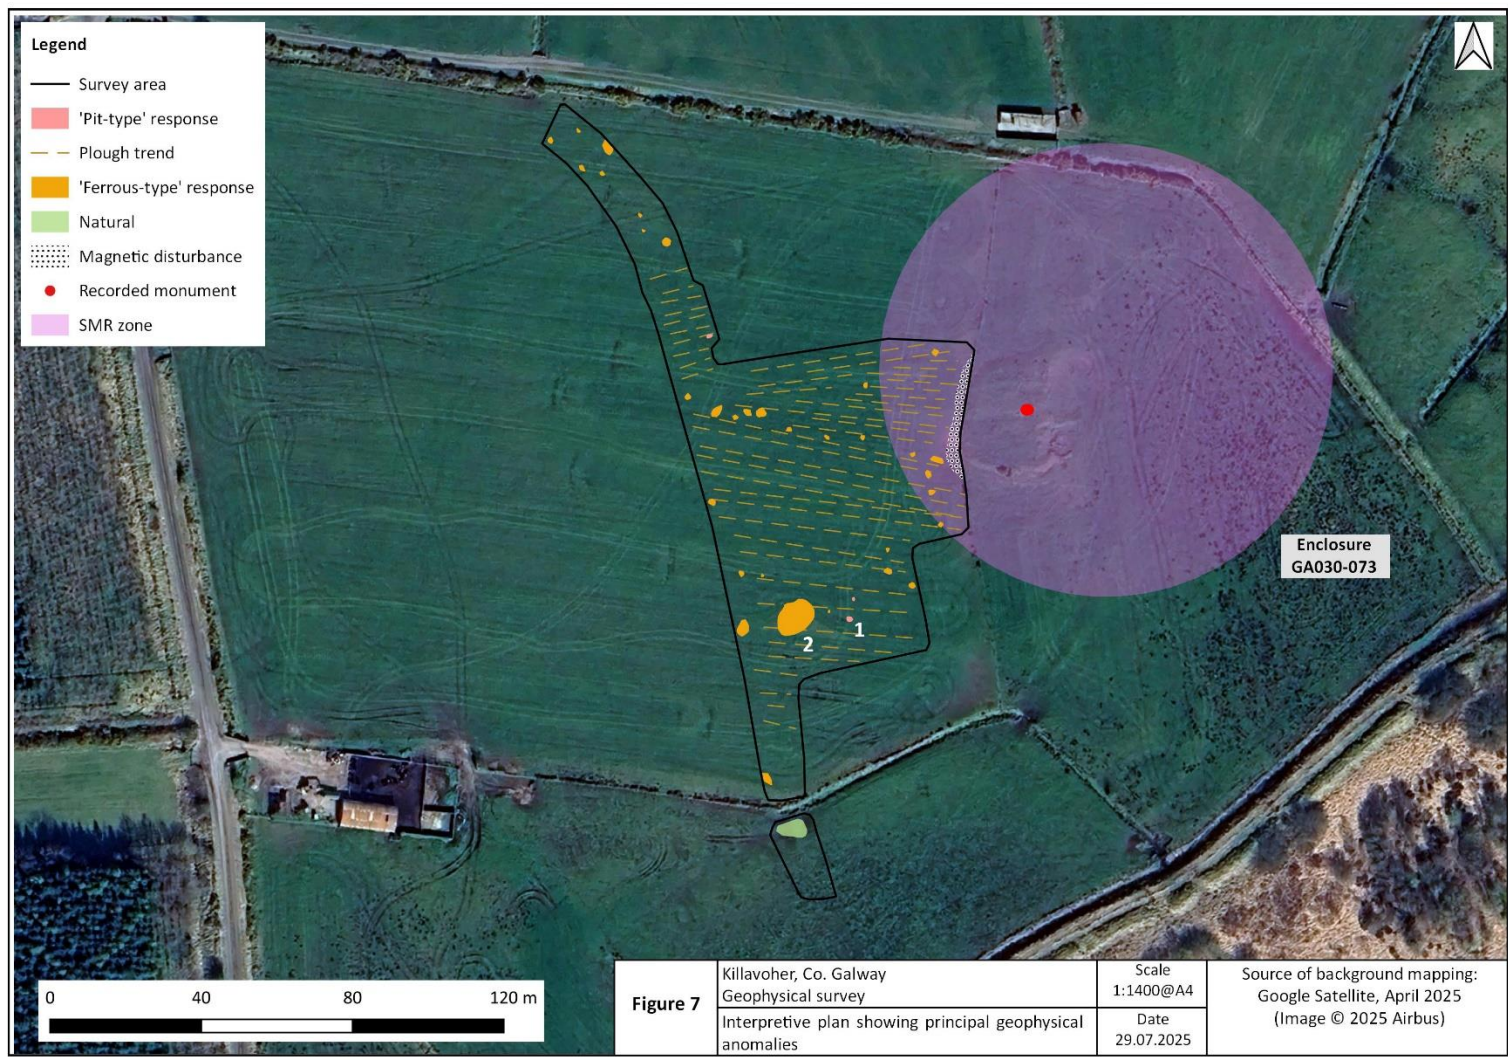 Legend
Survey area
'Pit-type' response
Plough trend
'Ferrous-type' response
Natural
Magnetic disturbance
Recorded monument
SMR zone
Enclosure
GA030-073
1
2
0 40 80 120 m
Figure 7
Killavoher, Co. Galway
Geophysical survey
Interpretive plan showing principal geophysical
anomalies
Scale
1:1400@A4
Date
29.07.2025
Source of background mapping:
Google Satellite, April 2025
(Image © 2025 Airbus)